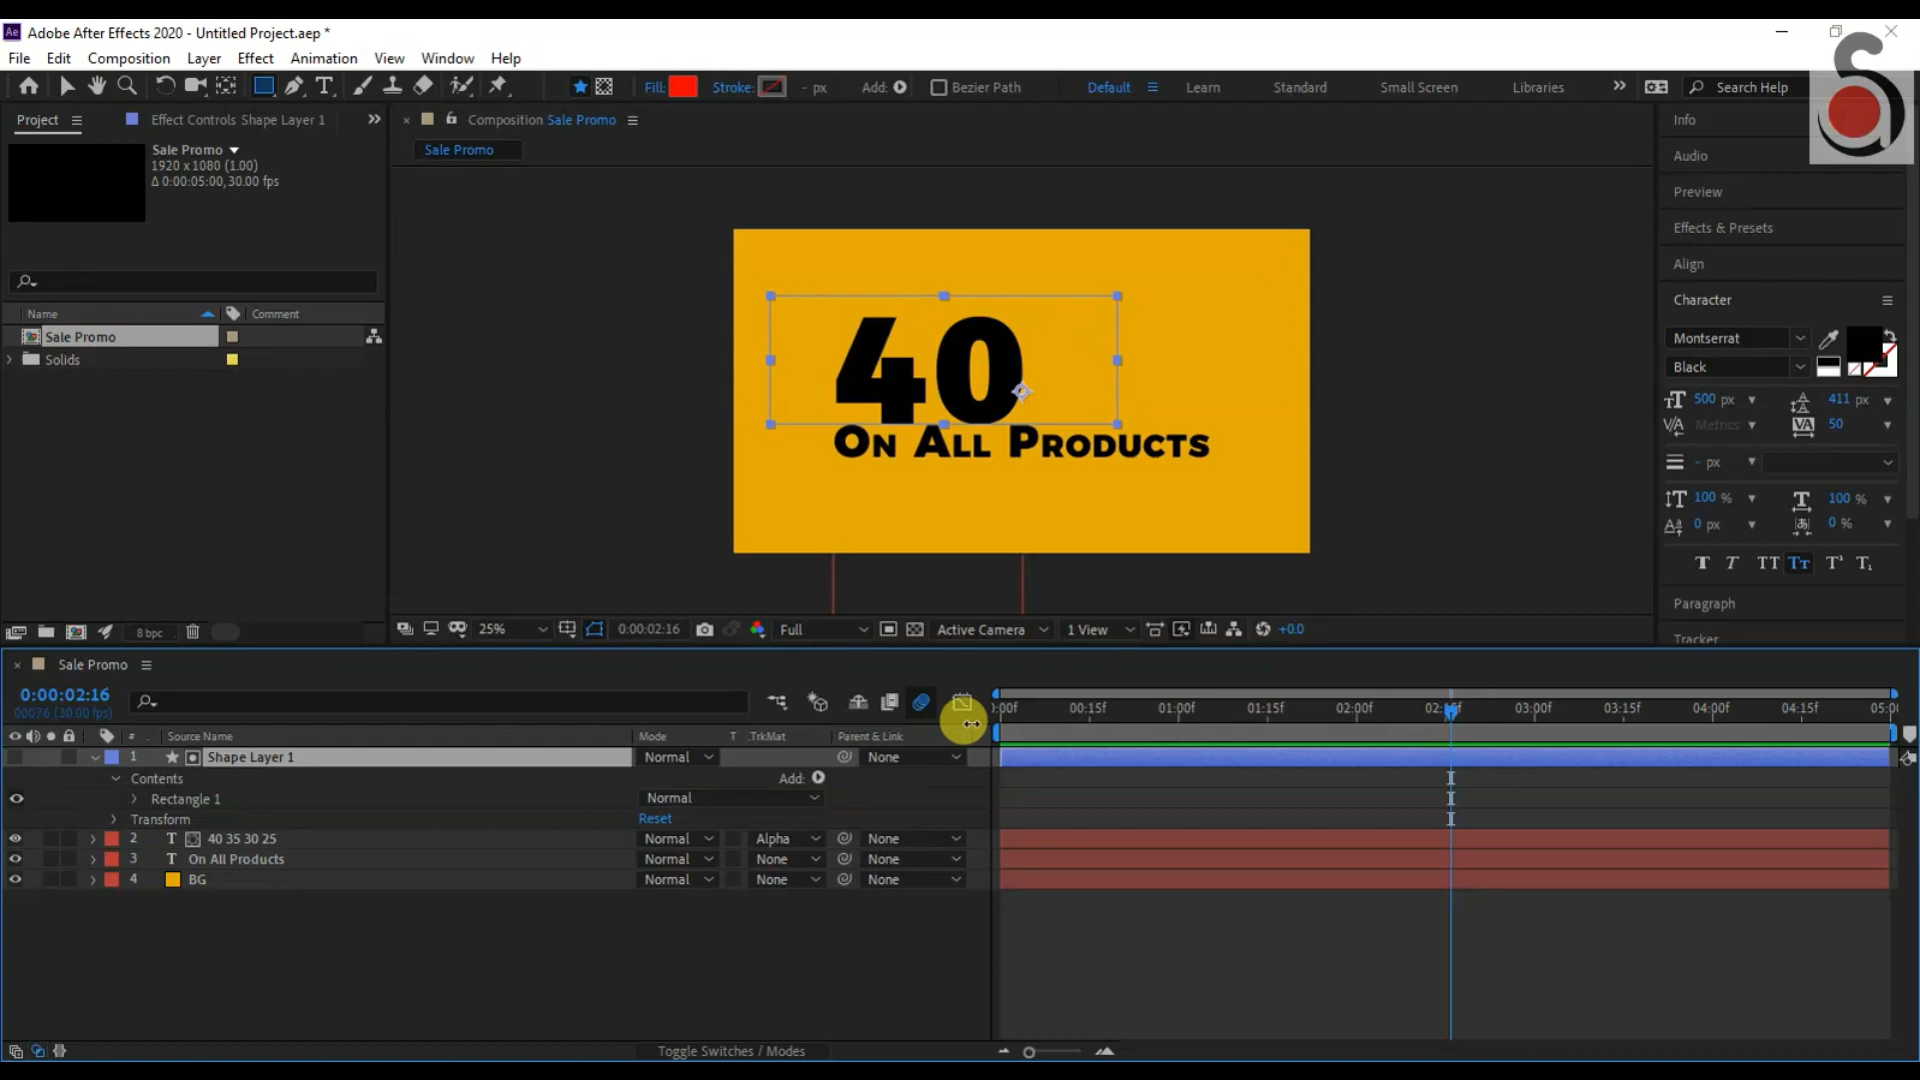 Ae Adobe After Effects 2020 - Untitled Project.aep *
File Edit Composition Layer Effect Animation View Window Help
Fill: Stroke: - px Add: Bezier Path Default Learn Standard Small Screen Libraries Search Help
Project Effect Controls Shape Layer 1
Composition Sale Promo
Sale Promo
Sale Promo
1920 x 1080 (1.00)
Δ 0:00:05:00, 30.00 fps
Name Comment
Sale Promo
Solids
8 bpc
40
On All Products
25% 0:00:02:16 Full Active Camera 1 View +0.0
Info
Audio
Preview
Effects & Presets
Align
Character
Montserrat
Black
500 px 411 px
Metrics 50
- px
100 % 100 %
0 px 0 %
T T TT Tт T¹ T₁
Paragraph
Tracker
Sale Promo
0:00:02:16
00076 (30.00 fps)
:00f 00:15f 01:00f 01:15f 02:00f 03:00f 03:15f 04:00f 04:15f
# Source Name Mode T .TrkMat Parent & Link
1 Shape Layer 1 Normal None
Contents Add:
Rectangle 1 Normal
Transform Reset
2 T 40 35 30 25 Normal Alpha None
3 T On All Products Normal None None
4 BG Normal None None
Toggle Switches / Modes